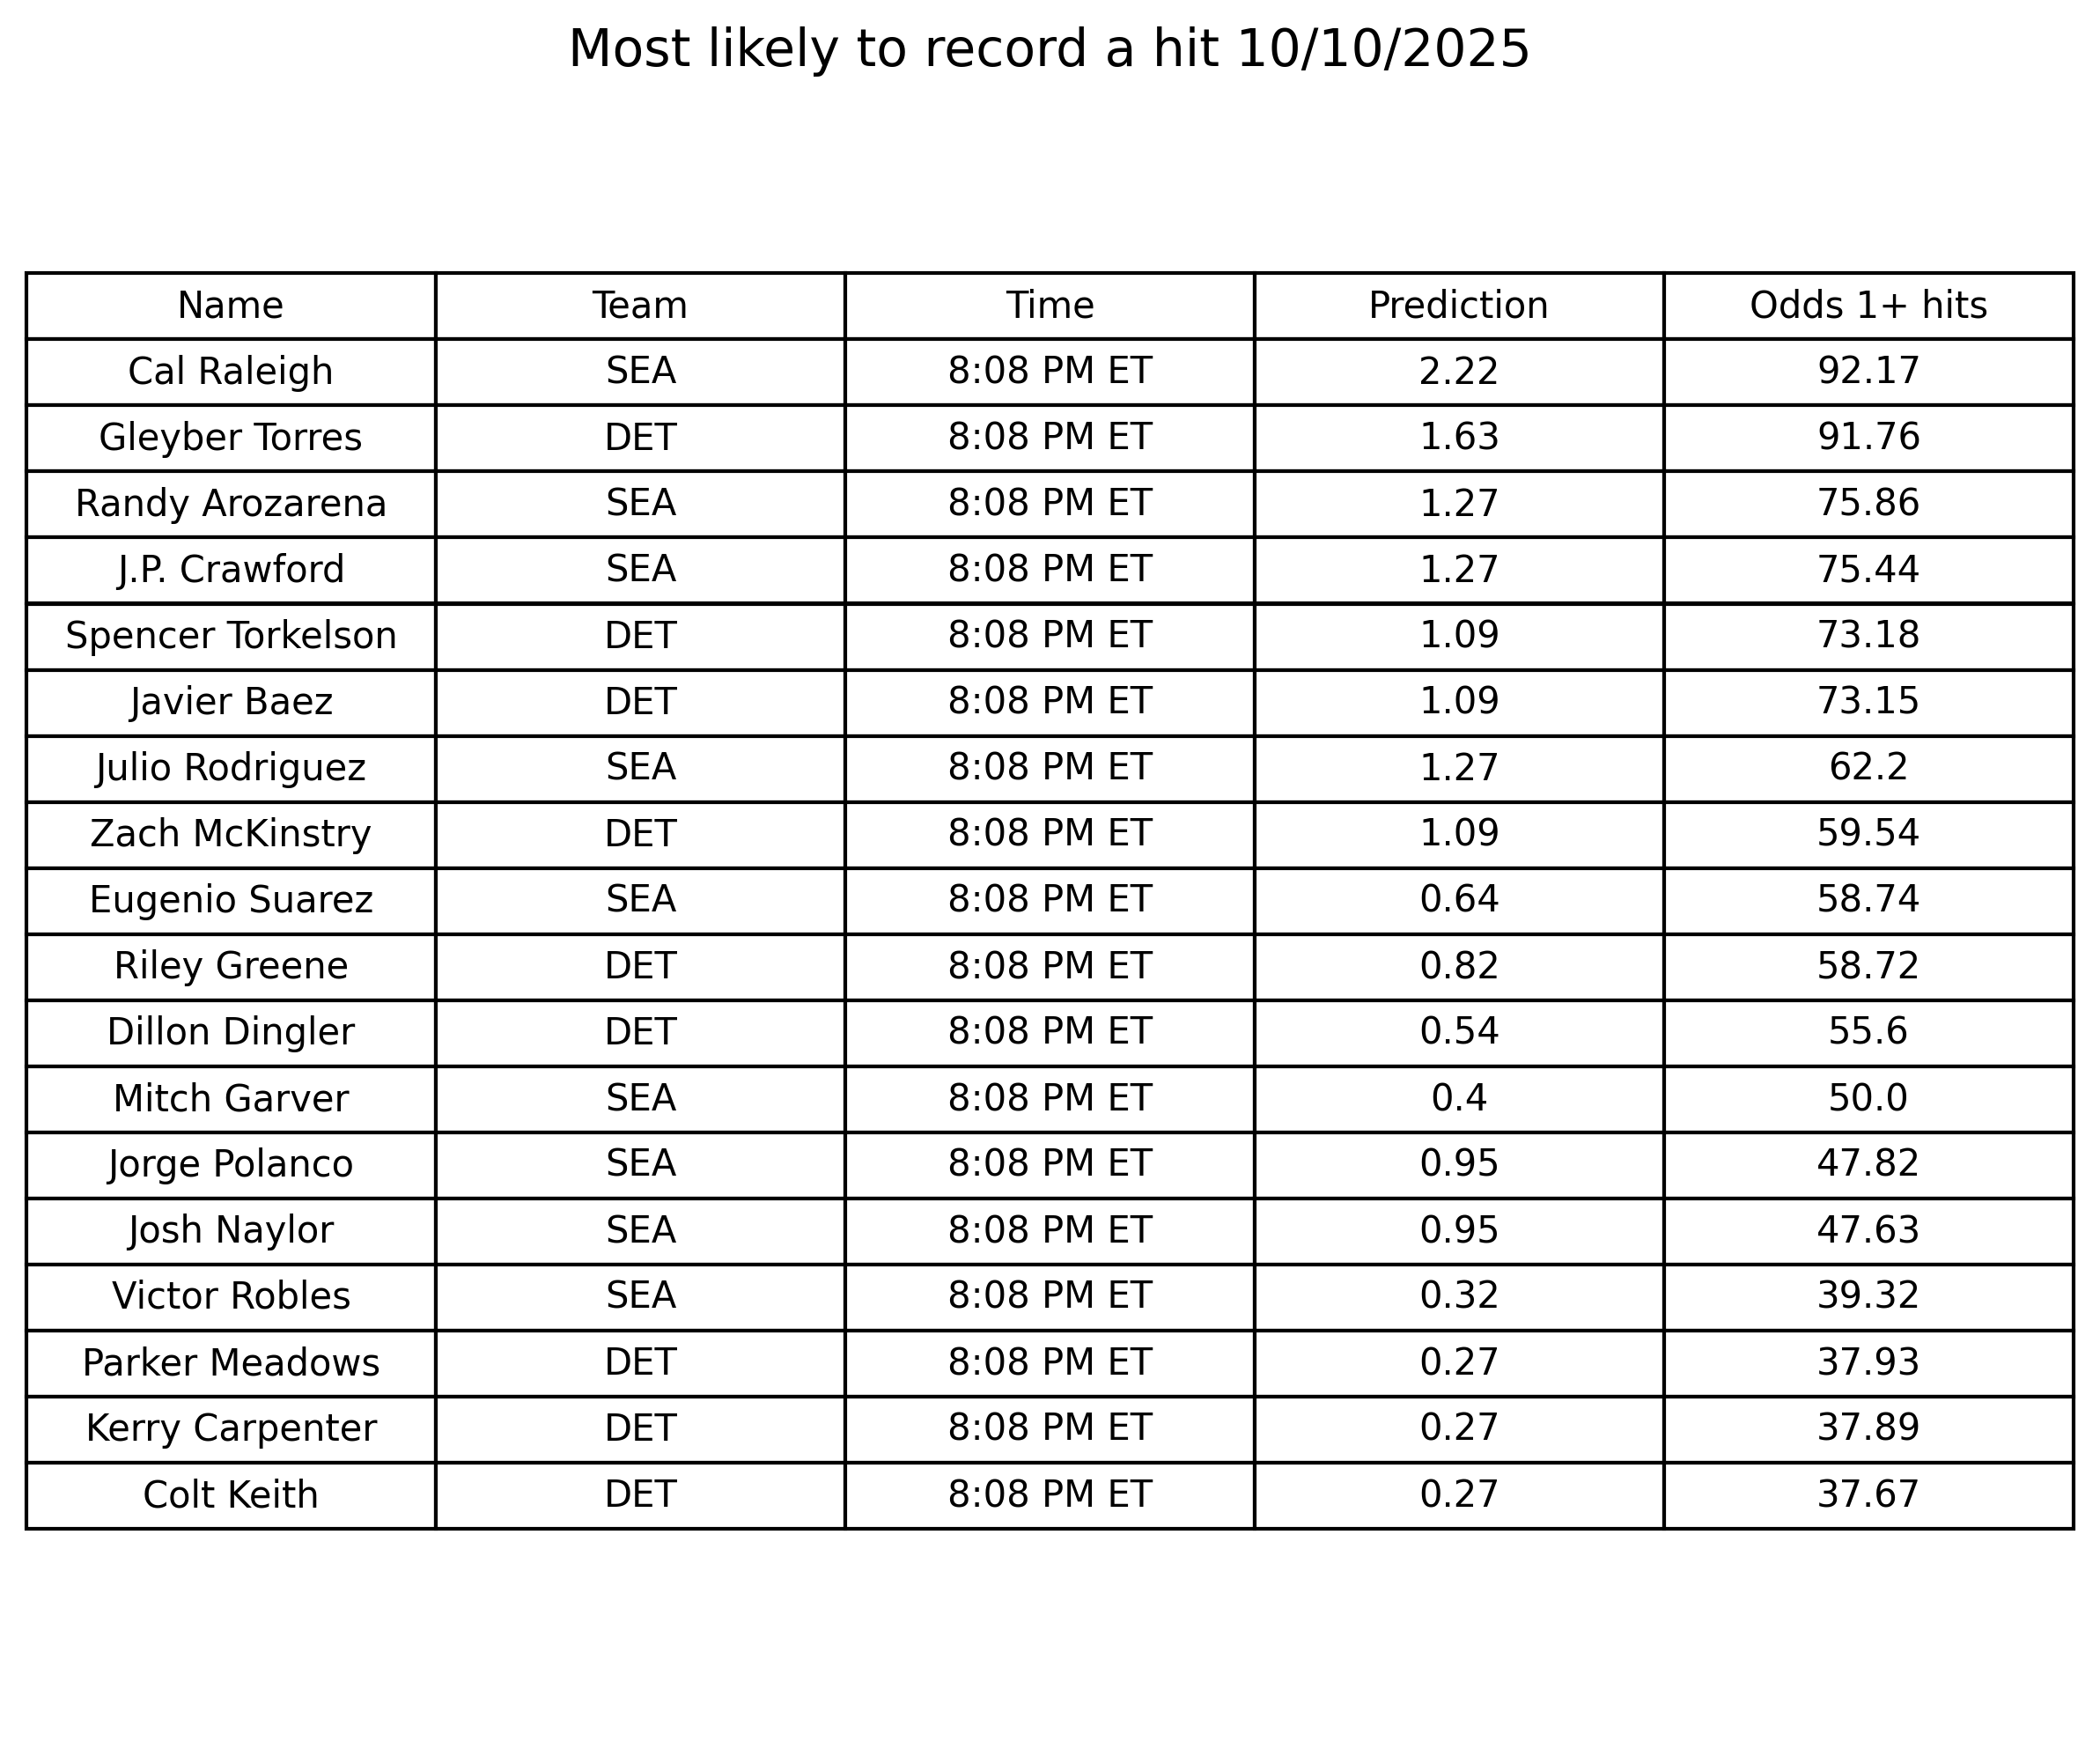 Most likely to record a hit 10/10/2025
Name Team Time Prediction Odds 1+ hits
Cal Raleigh SEA 8:08 PM ET 2.22 92.17
Gleyber Torres DET 8:08 PM ET 1.63 91.76
Randy Arozarena SEA 8:08 PM ET 1.27 75.86
J.P. Crawford SEA 8:08 PM ET 1.27 75.44
Spencer Torkelson DET 8:08 PM ET 1.09 73.18
Javier Baez DET 8:08 PM ET 1.09 73.15
Julio Rodriguez SEA 8:08 PM ET 1.27 62.2
Zach McKinstry DET 8:08 PM ET 1.09 59.54
Eugenio Suarez SEA 8:08 PM ET 0.64 58.74
Riley Greene DET 8:08 PM ET 0.82 58.72
Dillon Dingler DET 8:08 PM ET 0.54 55.6
Mitch Garver SEA 8:08 PM ET 0.4 50.0
Jorge Polanco SEA 8:08 PM ET 0.95 47.82
Josh Naylor SEA 8:08 PM ET 0.95 47.63
Victor Robles SEA 8:08 PM ET 0.32 39.32
Parker Meadows DET 8:08 PM ET 0.27 37.93
Kerry Carpenter DET 8:08 PM ET 0.27 37.89
Colt Keith DET 8:08 PM ET 0.27 37.67